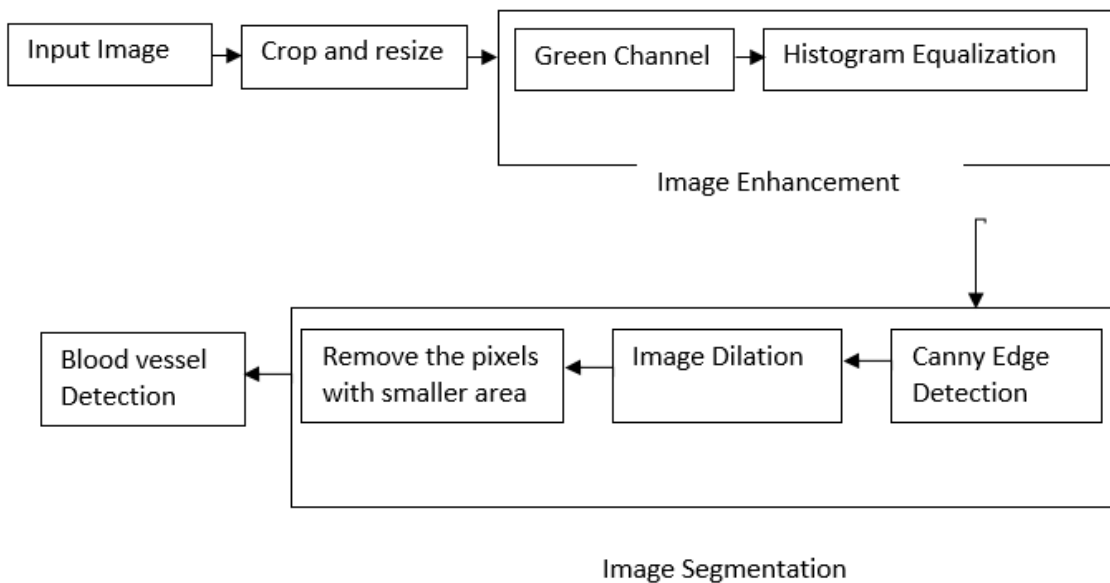 Input Image
Crop and resize
Green Channel
Histogram Equalization
Image Enhancement
Blood vessel
Detection
Remove the pixels
with smaller area
Image Dilation
Canny Edge
Detection
Image Segmentation